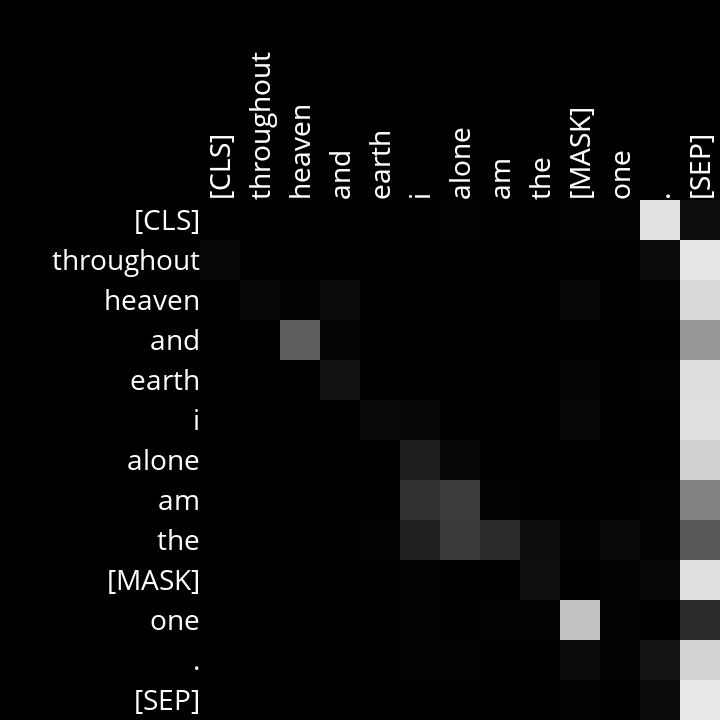 [CLS] throughout heaven and earth i alone am the [MASK] one . [SEP]
[CLS]
throughout
heaven
and
earth
i
alone
am
the
[MASK]
one
.
[SEP]